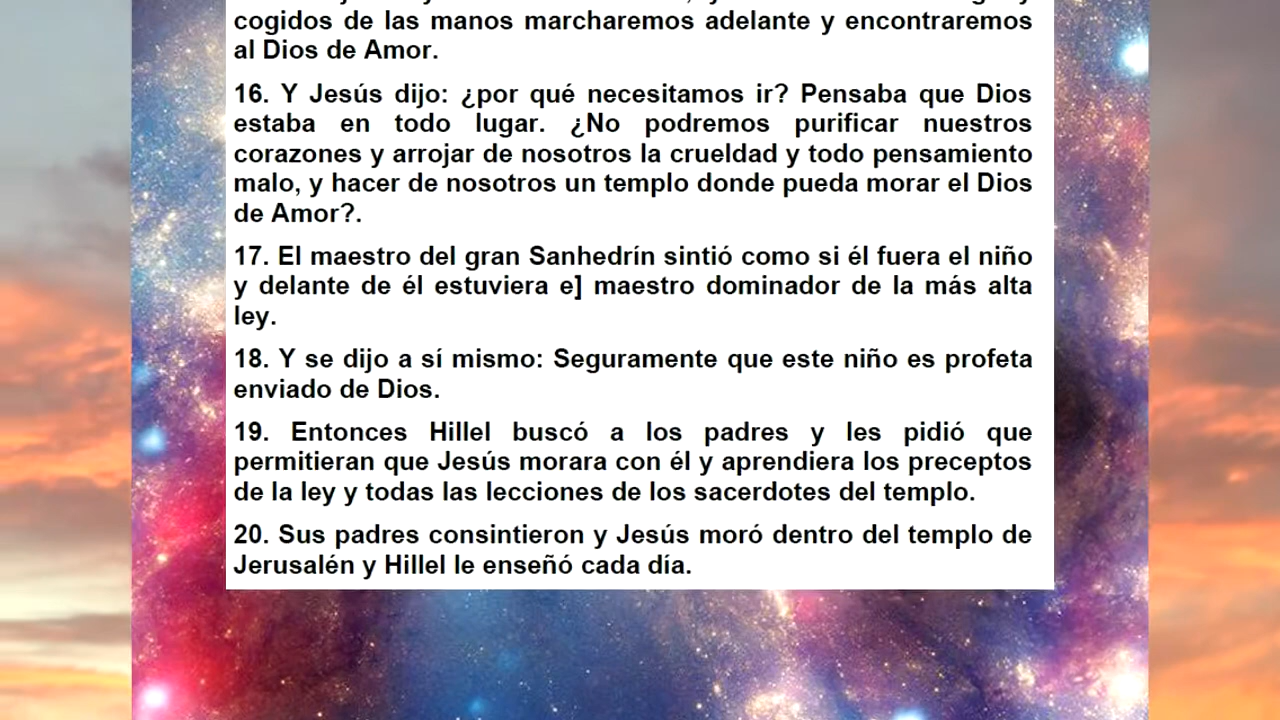 cogidos de las manos marcharemos adelante y encontraremos
al Dios de Amor.
16. Y Jesús dijo: ¿por qué necesitamos ir? Pensaba que Dios
estaba en todo lugar. ¿No podremos purificar nuestros
corazones y arrojar de nosotros la crueldad y todo pensamiento
malo, y hacer de nosotros un templo donde pueda morar el Dios
de Amor?.
17. El maestro del gran Sanhedrín sintió como si él fuera el niño
y delante de él estuviera e] maestro dominador de la más alta
ley.
18. Y se dijo a sí mismo: Seguramente que este niño es profeta
enviado de Dios.
19. Entonces Hillel buscó a los padres y les pidió que
permitieran que Jesús morara con él y aprendiera los preceptos
de la ley y todas las lecciones de los sacerdotes del templo.
20. Sus padres consintieron y Jesús moró dentro del templo de
Jerusalén y Hillel le enseñó cada día.